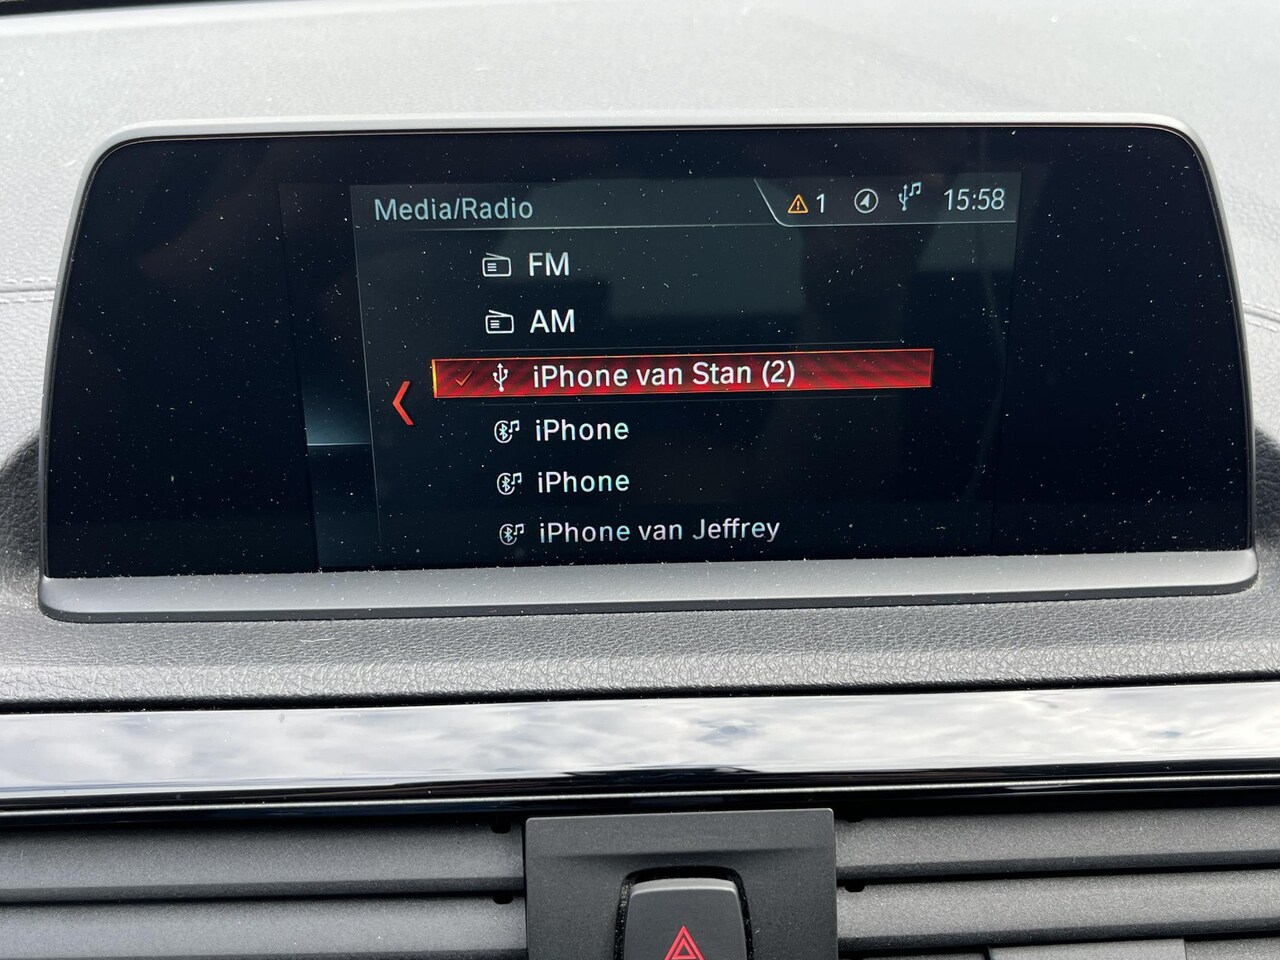 Media/Radio
1
15:58
FM
AM
iPhone van Stan (2)
iPhone
iPhone
iPhone van Jeffrey